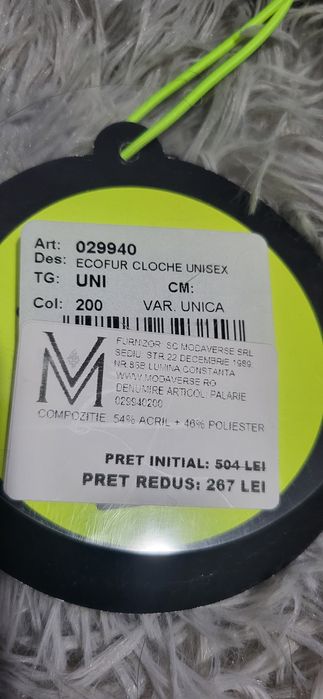 Art: 029940
Des: ECOFUR CLOCHE UNISEX
TG: UNI CM:
Col: 200 VAR. UNICA
VM
FURNIZOR: SC MODAVERSE SRL
SEDIU: STR.22 DECEMBRIE 1989
NR.86B LUMINA CONSTANTA
WWW.MODAVERSE.RO
DENUMIRE ARTICOL: PALARIE
029940200
COMPOZITIE: 54% ACRIL + 46% POLIESTER
PRET INITIAL: 504 LEI
PRET REDUS: 267 LEI